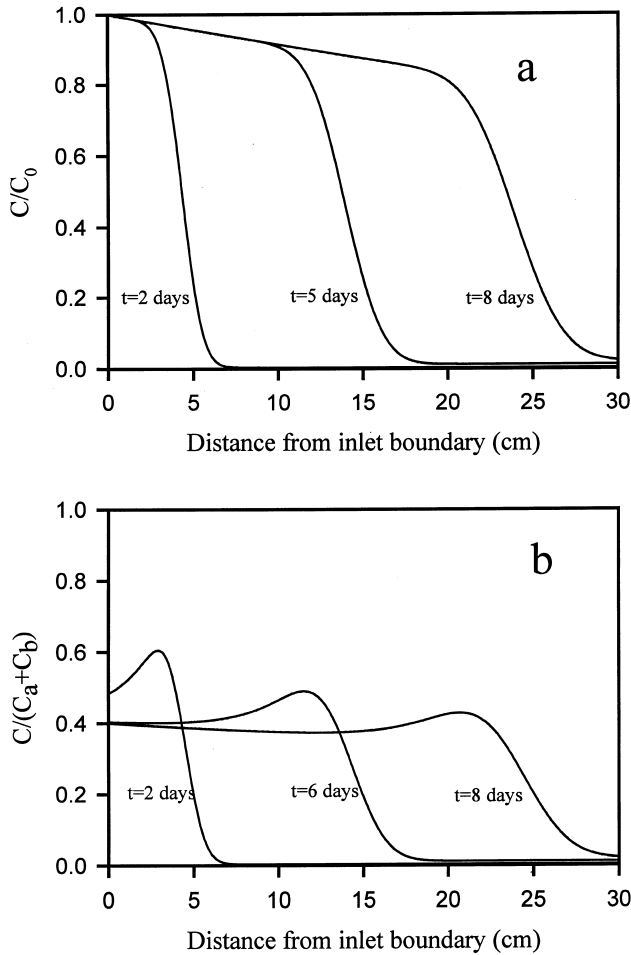 1.0
a
0.8
0.6
C/C0
0.4
t=2 days t=5 days t=8 days
0.2
0.0
0 5 10 15 20 25 30
Distance from inlet boundary (cm)
1.0
b
0.8
0.6
C/(Ca+Cb)
0.4
t=2 days t=6 days t=8 days
0.2
0.0
0 5 10 15 20 25 30
Distance from inlet boundary (cm)